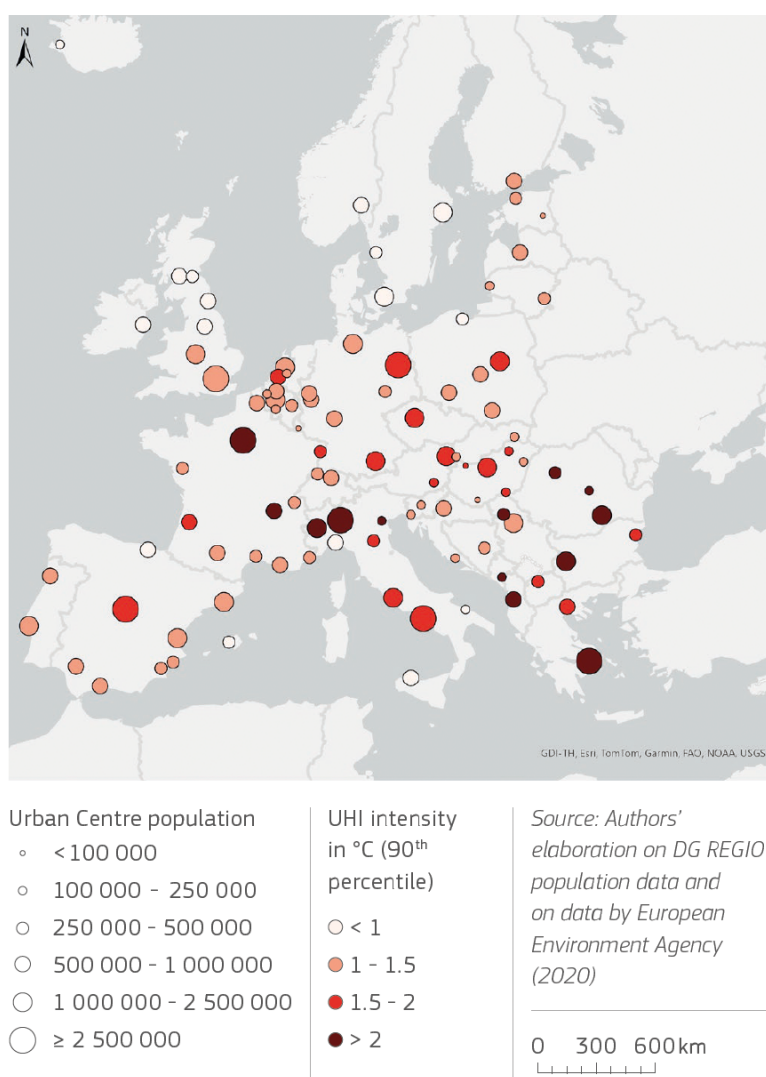 N
GDI-TH, Esri, TomTom, Garmin, FAO, NOAA, USGS
Urban Centre population
< 100 000
100 000 - 250 000
250 000 - 500 000
500 000 - 1 000 000
1 000 000 - 2 500 000
≥ 2 500 000
UHI intensity
in °C (90th
percentile)
< 1
1 - 1.5
1.5 - 2
> 2
Source: Authors’
elaboration on DG REGIO
population data and
on data by European
Environment Agency
(2020)
0 300 600 km